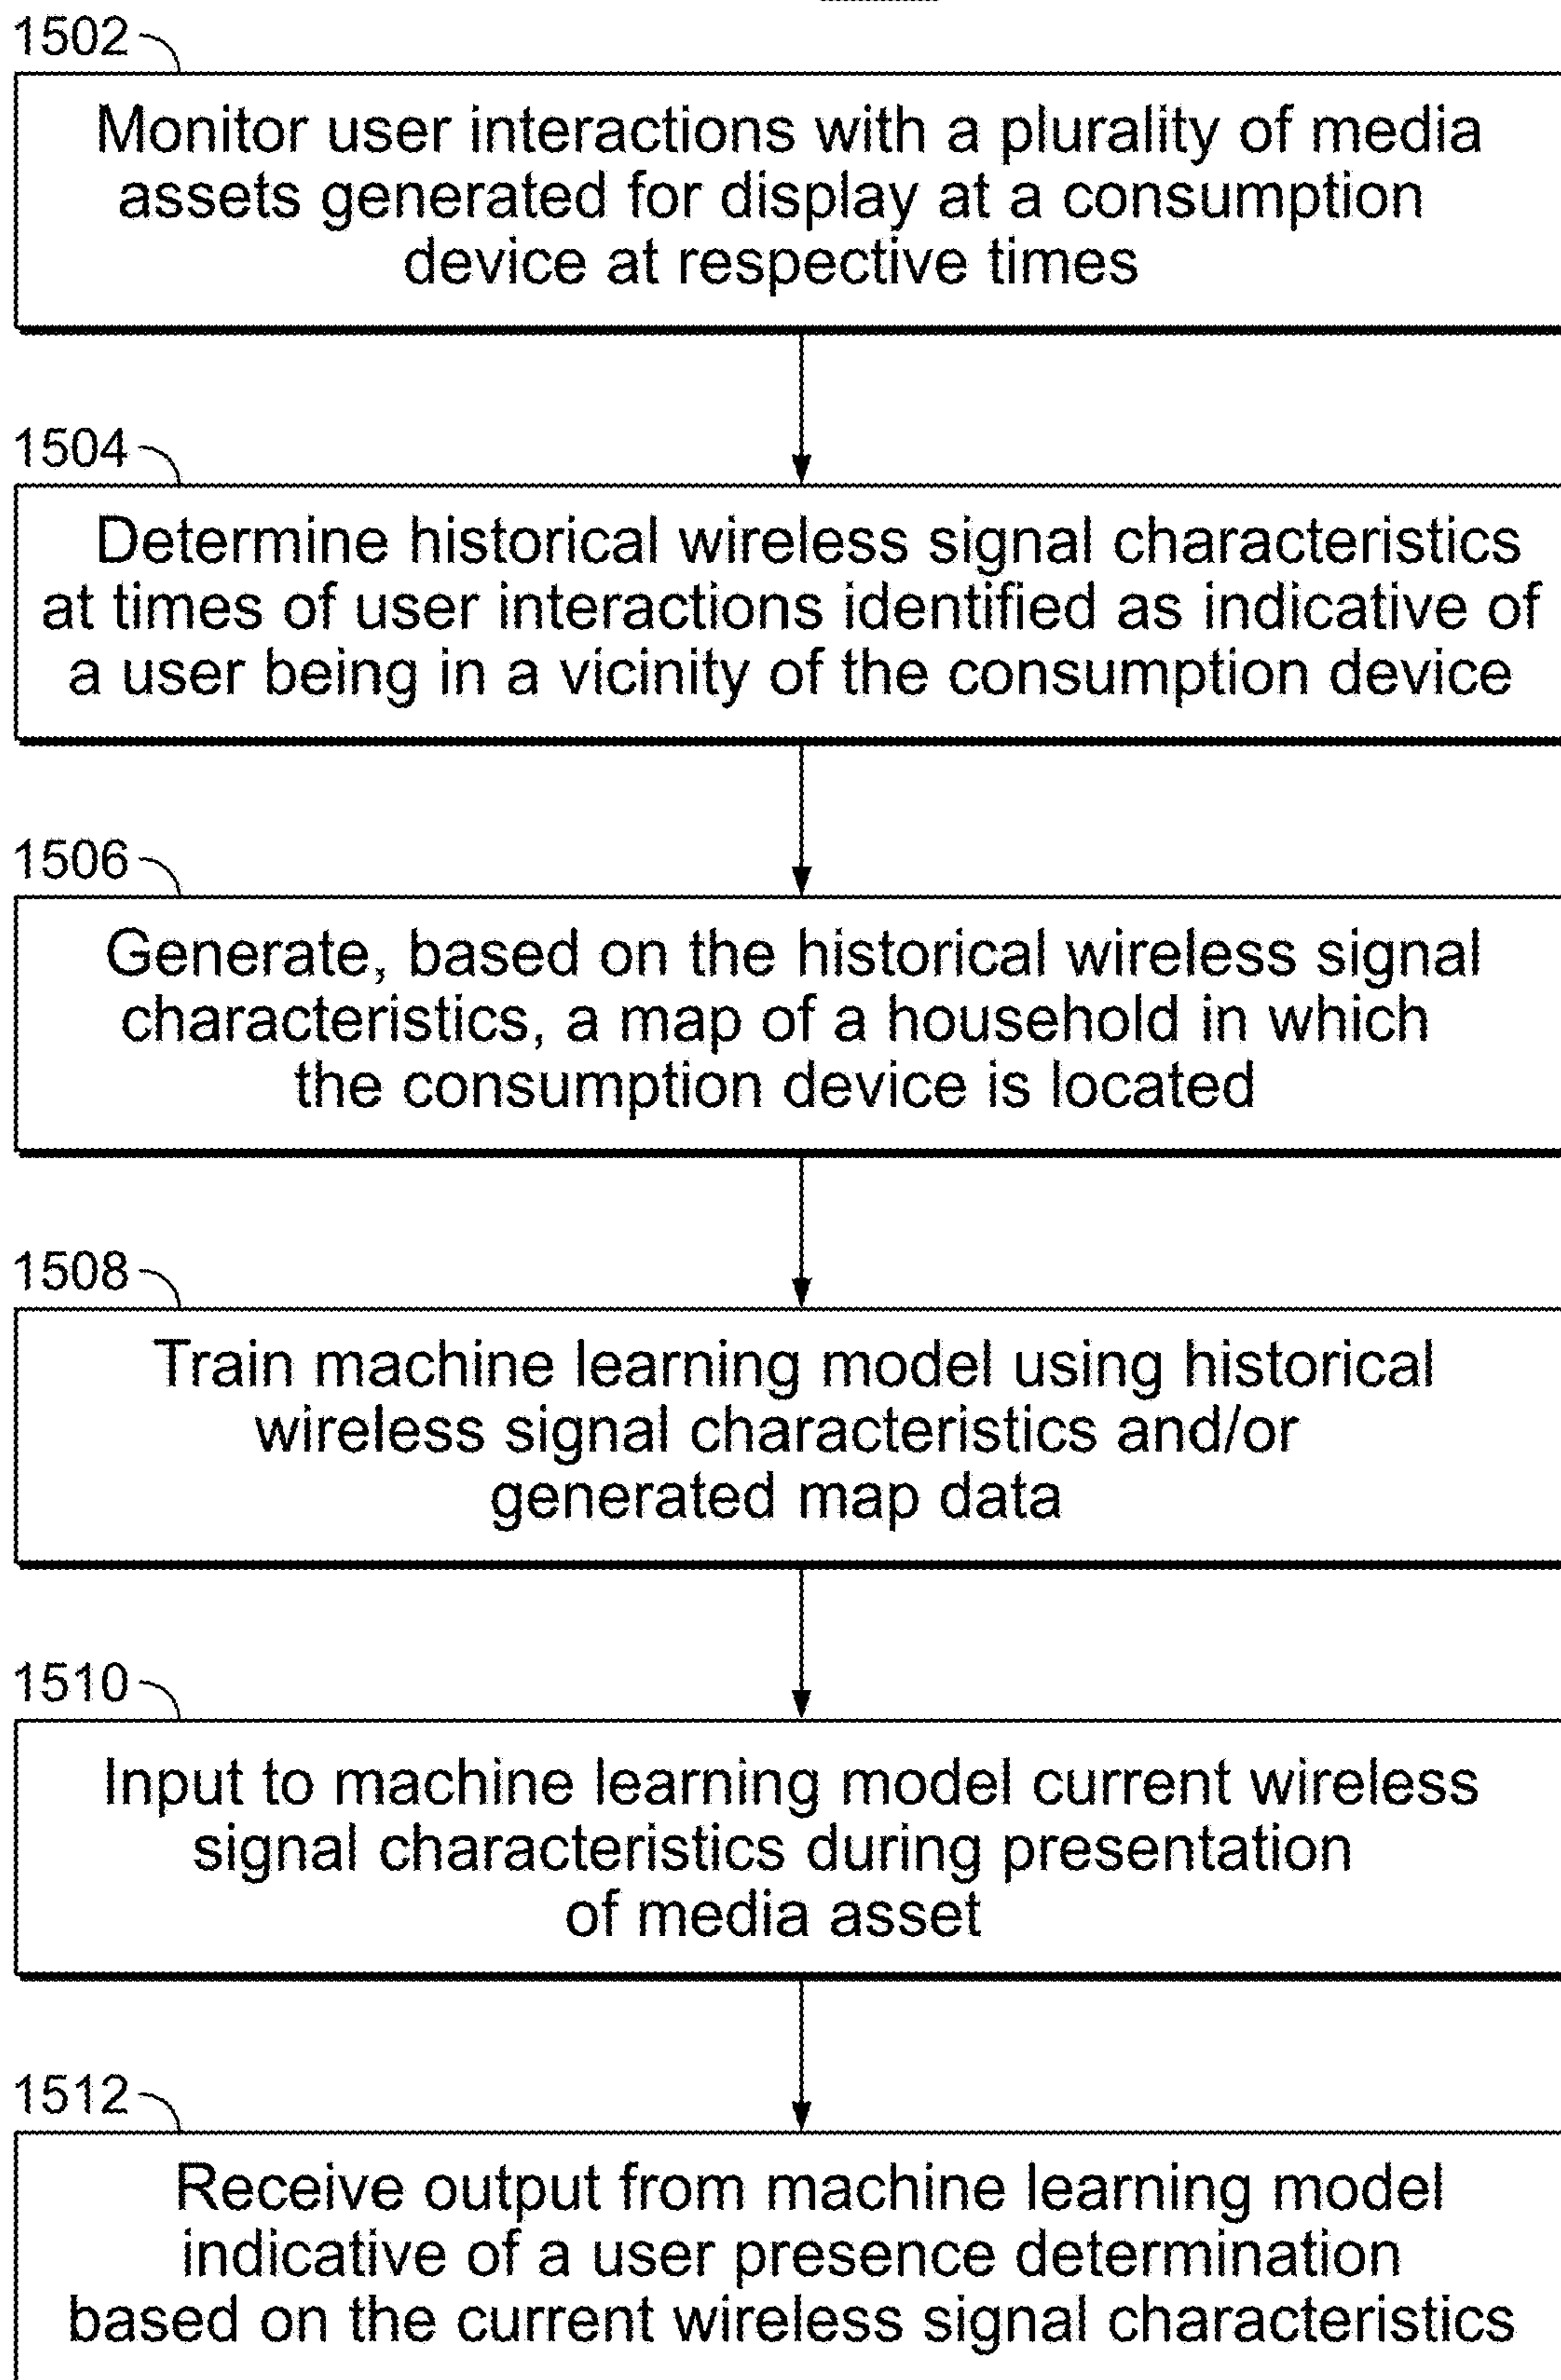 1502
Monitor user interactions with a plurality of media
assets generated for display at a consumption
device at respective times
1504
Determine historical wireless signal characteristics
at times of user interactions identified as indicative of
a user being in a vicinity of the consumption device
1506
Generate, based on the historical wireless signal
characteristics, a map of a household in which
the consumption device is located
1508
Train machine learning model using historical
wireless signal characteristics and/or
generated map data
1510
Input to machine learning model current wireless
signal characteristics during presentation
of media asset
1512
Receive output from machine learning model
indicative of a user presence determination
based on the current wireless signal characteristics